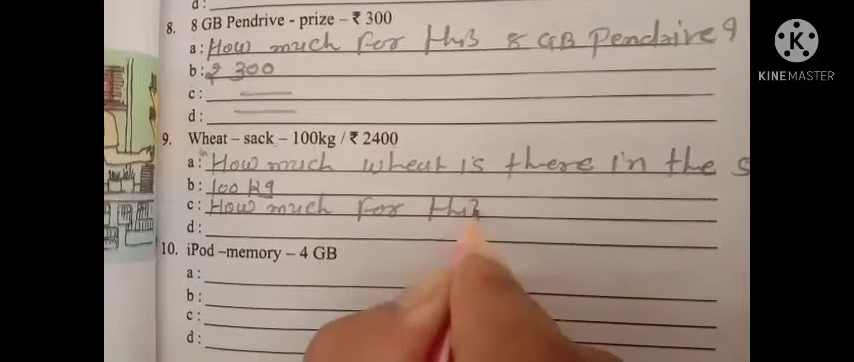 d:
8. 8 GB Pendrive - prize – ₹ 300
a: How much for this 8 GB Pendrive ?
b: ₹ 300
c:
d:
9. Wheat – sack – 100kg / ₹ 2400
a: How much wheat is there in the s
b: 100 kg
c: How much for this
d:
10. iPod –memory – 4 GB
a:
b:
c:
d:
K
KINEMASTER